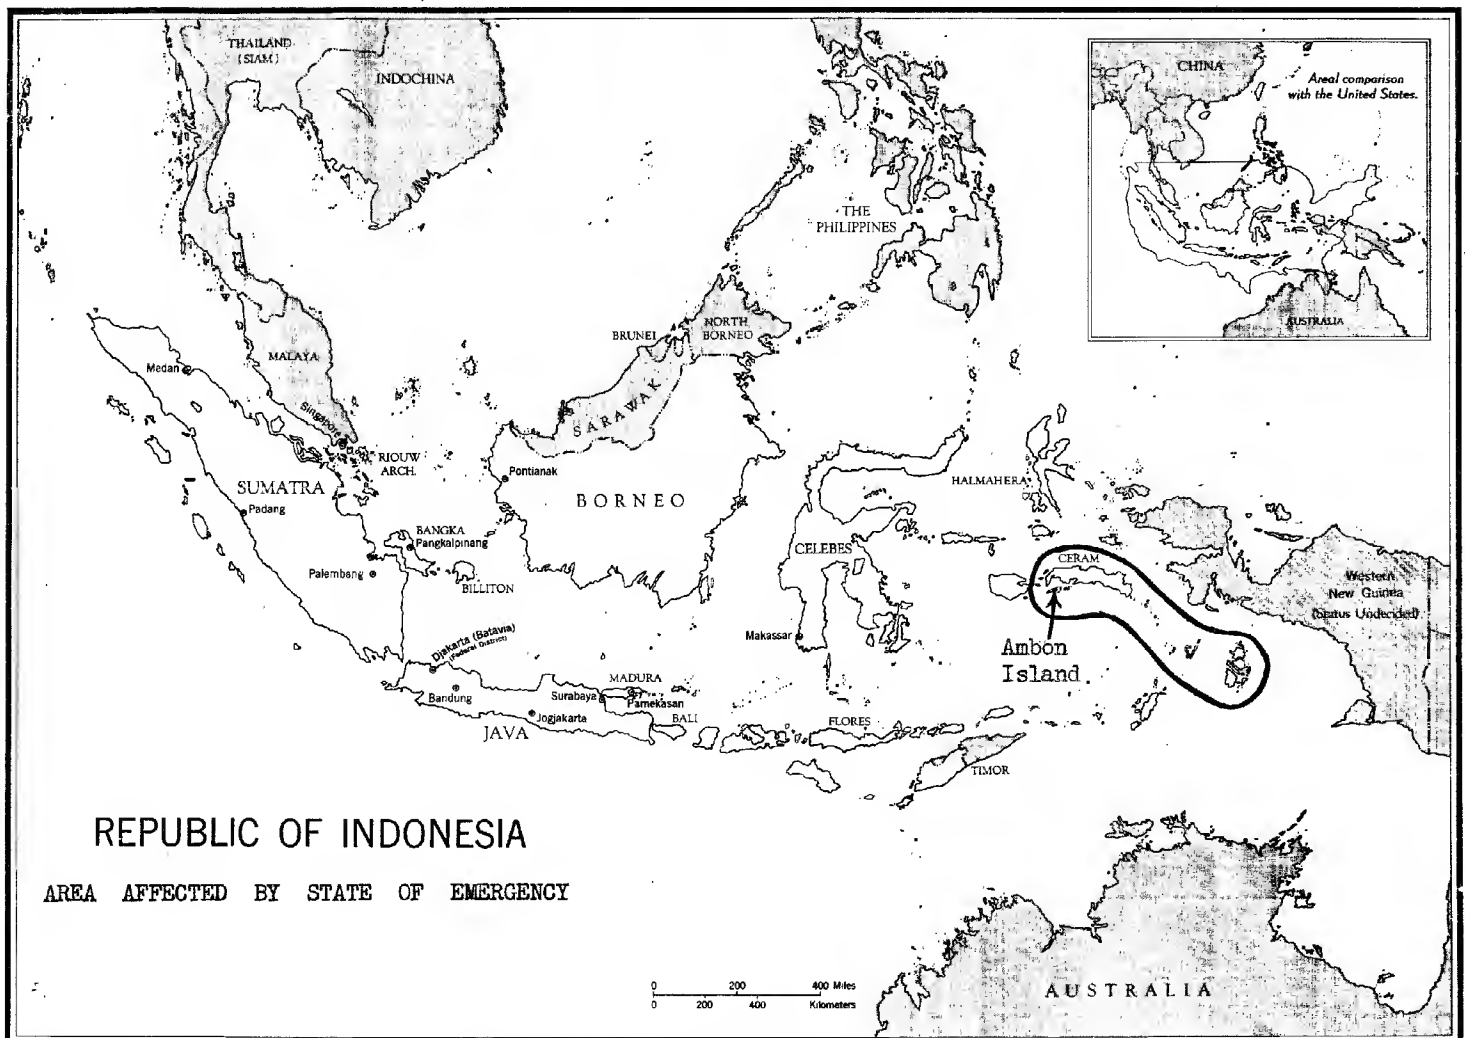 THAILAND
(SIAM)
INDOCHINA
CHINA
Areal comparison
with the United States.
AUSTRALIA
THE
PHILIPPINES
NORTH
BORNEO
BRUNEI
SARAWAK
MALAYA
Medan
Singapore
RIOUW
ARCH.
SUMATRA
Padang
Pontianak
BORNEO
HALMAHERA
BANGKA
Pangkalpinang
CELEBES
CERAM
Palembang
BILLITON
Western
New Guinea
(Status Undecided)
Makassar
Djakarta (Batavia)
(Federal District)
Ambon
Island
Bandung
MADURA
Surabaya
Pamekasan
Jogjakarta
BALI
FLORES
JAVA
TIMOR
REPUBLIC OF INDONESIA
AREA AFFECTED BY STATE OF EMERGENCY
0 200 400 Miles
0 200 400 Kilometers
AUSTRALIA